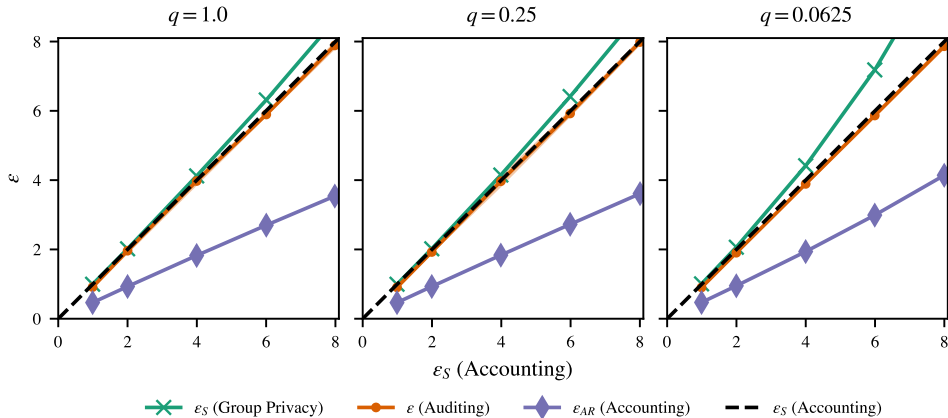 q = 1.0 q = 0.25 q = 0.0625
8
6
4
2
0
ε
0 2 4 6 8
0 2 4 6 8
0 2 4 6 8
ε_S (Accounting)
ε_S (Group Privacy) ε (Auditing) ε_AR (Accounting) ε_S (Accounting)